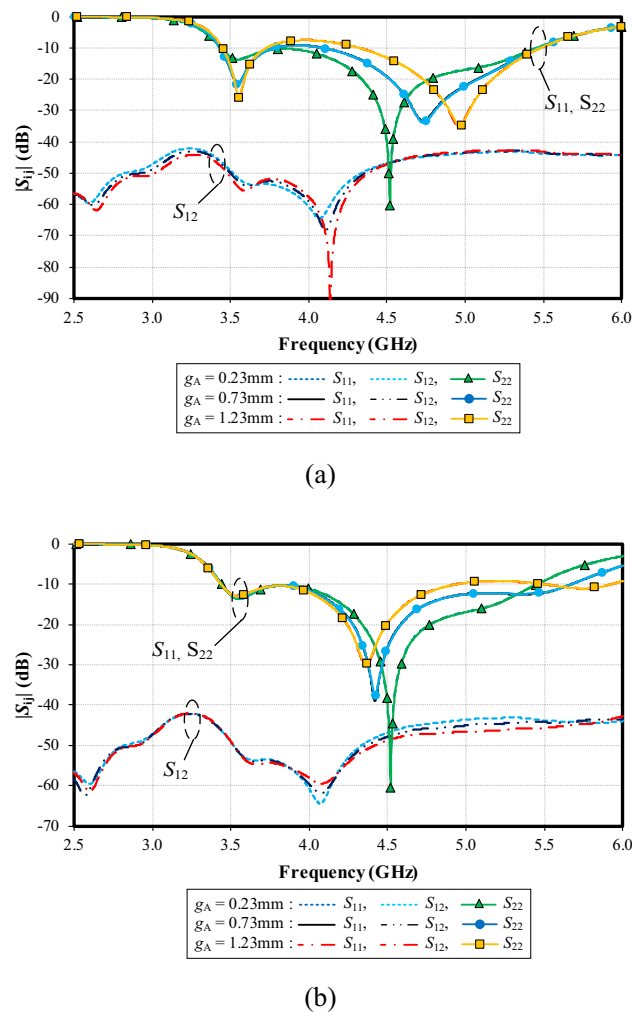 0
-10
-20
-30
-40
-50
-60
-70
-80
-90
|Sij| (dB)
S11, S22
S12
2.5 3.0 3.5 4.0 4.5 5.0 5.5 6.0
Frequency (GHz)
gA = 0.23mm : S11, S12, S22
gA = 0.73mm : S11, S12, S22
gA = 1.23mm : S11, S12, S22
(a)
0
-10
-20
-30
-40
-50
-60
-70
|Sij| (dB)
S11, S22
S12
2.5 3.0 3.5 4.0 4.5 5.0 5.5 6.0
Frequency (GHz)
gA = 0.23mm : S11, S12, S22
gA = 0.73mm : S11, S12, S22
gA = 1.23mm : S11, S12, S22
(b)